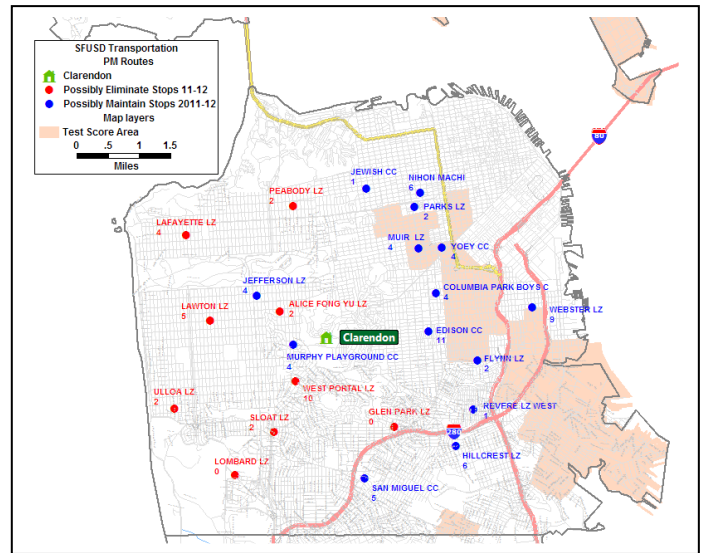 SFUSD Transportation
PM Routes
Clarendon
Possibly Eliminate Stops 11-12
Possibly Maintain Stops 2011-12
Map layers
Test Score Area
0 .5 1 1.5
Miles
80
JEWISH CC
1
NIHON MACHI
6
PEABODY LZ
2
PARKS LZ
2
LAFAYETTE LZ
4
MUIR LZ
4
YOEY CC
4
JEFFERSON LZ
4
COLUMBIA PARK BOYS C
4
ALICE FONG YU LZ
2
LAWTON LZ
5
WEBSTER LZ
9
EDISON CC
11
Clarendon
MURPHY PLAYGROUND CC
4
FLYNN LZ
2
WEST PORTAL LZ
10
ULLOA LZ
2
GLEN PARK LZ
0
REVERE LZ WEST
1
SLOAT LZ
2
280
HILLCREST LZ
6
LOMBARD LZ
0
SAN MIGUEL CC
5